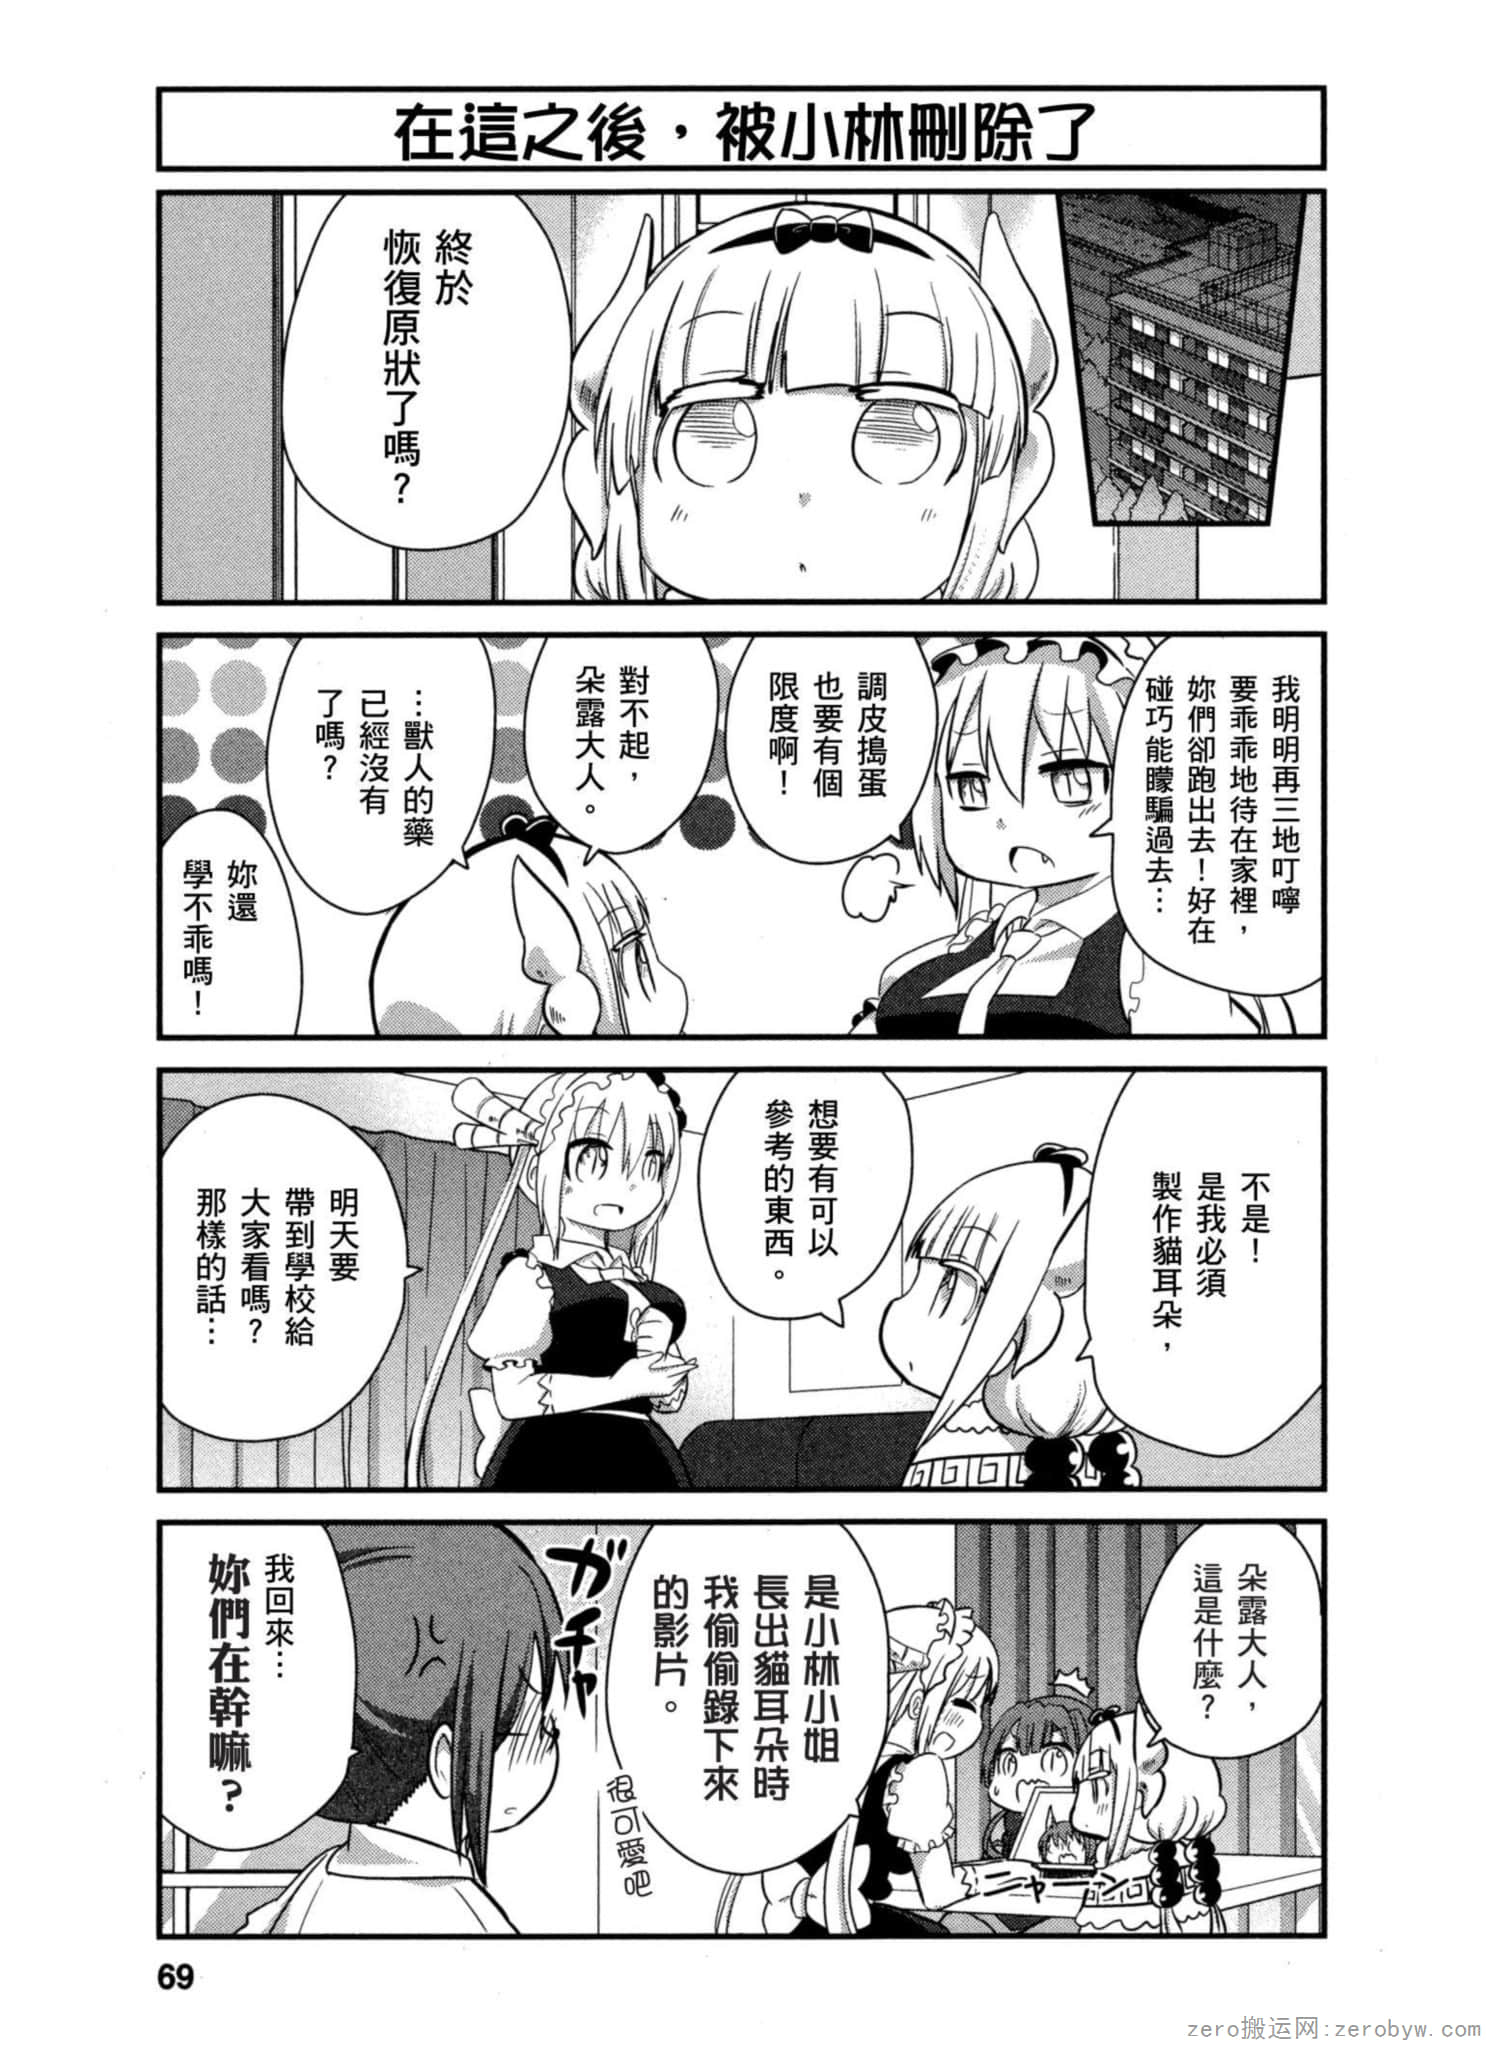 在這之後，被小林刪除了
終於
恢復原狀了嗎？
我明明再三地叮嚀
要乖乖地待在家裡，
妳們卻跑出去！好在
碰巧能矇騙過去…
調皮搗蛋
也要有個
限度啊！
對不起，
朵露大人。
…獸人的藥
已經沒有
了嗎？
妳還
學不乖嗎！
不是！
是我必須
製作貓耳朵，
想要有可以
參考的東西。
明天要
帶到學校給
大家看嗎？
那樣的話…
朵露大人，
這是什麼？
是小林小姐
長出貓耳朵時
我偷偷錄下來
的影片。
很可愛吧
ニャーン
ガチャ
我回來…
妳們在幹嘛？
69
zero搬运网:zerobyw.com